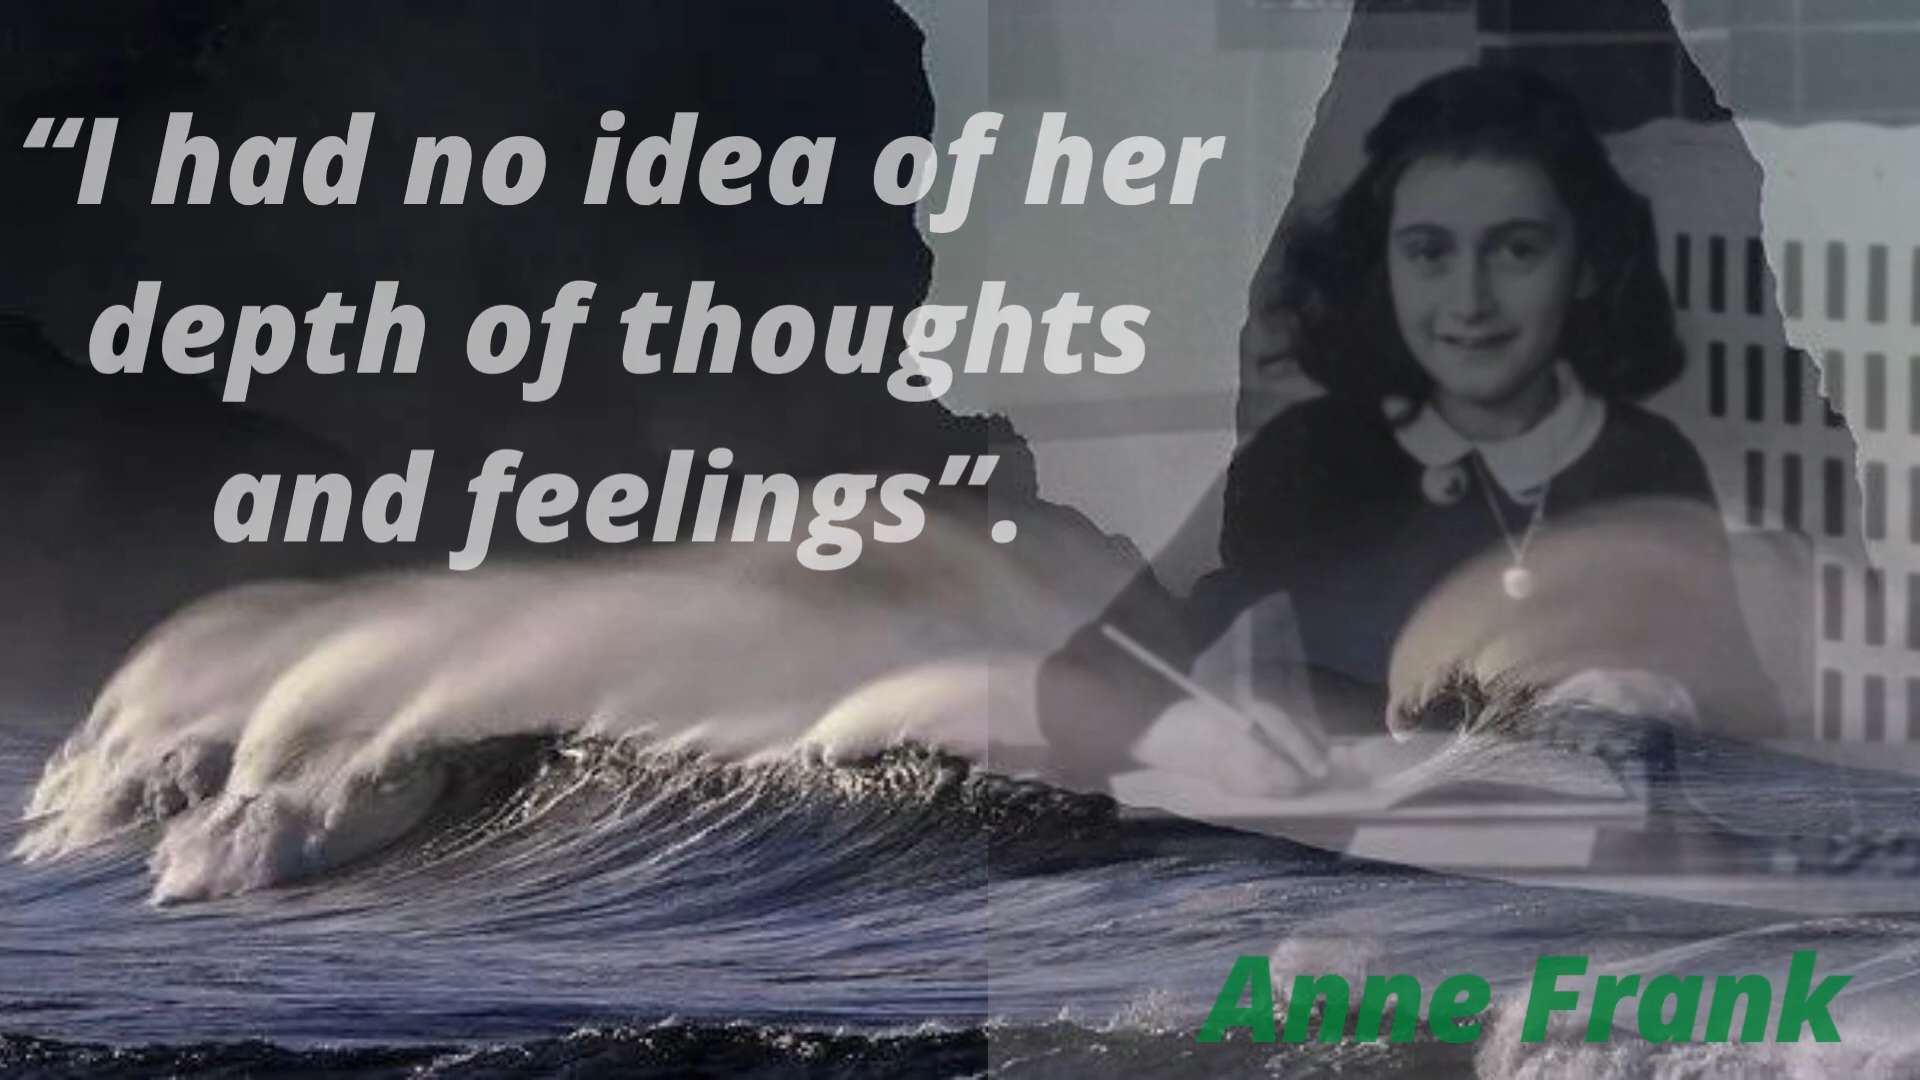 “I had no idea of her
depth of thoughts
and feelings”.
Anne Frank